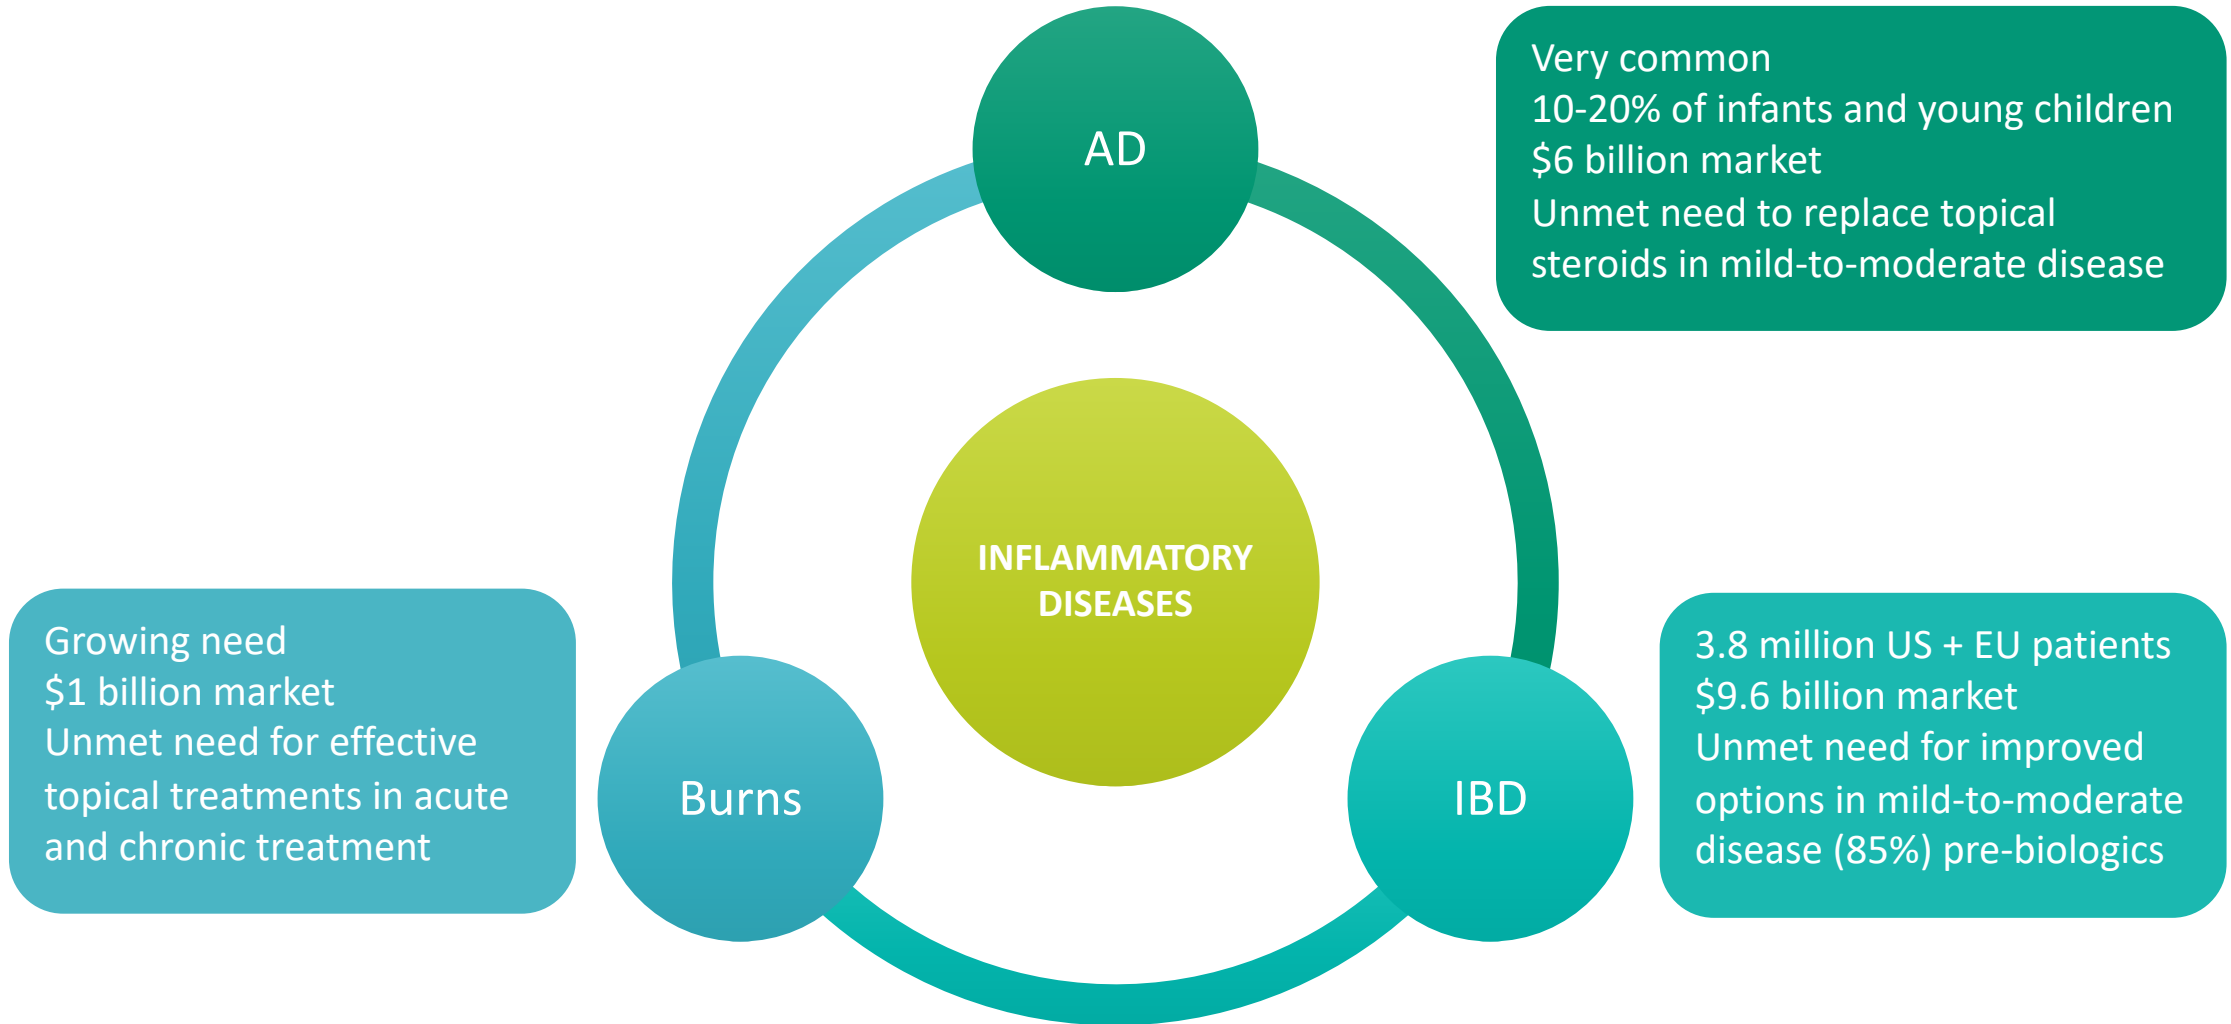 AD
Very common
10-20% of infants and young children
$6 billion market
Unmet need to replace topical
steroids in mild-to-moderate disease
INFLAMMATORY
DISEASES
Growing need
$1 billion market
Unmet need for effective
topical treatments in acute
and chronic treatment
Burns
IBD
3.8 million US + EU patients
$9.6 billion market
Unmet need for improved
options in mild-to-moderate
disease (85%) pre-biologics